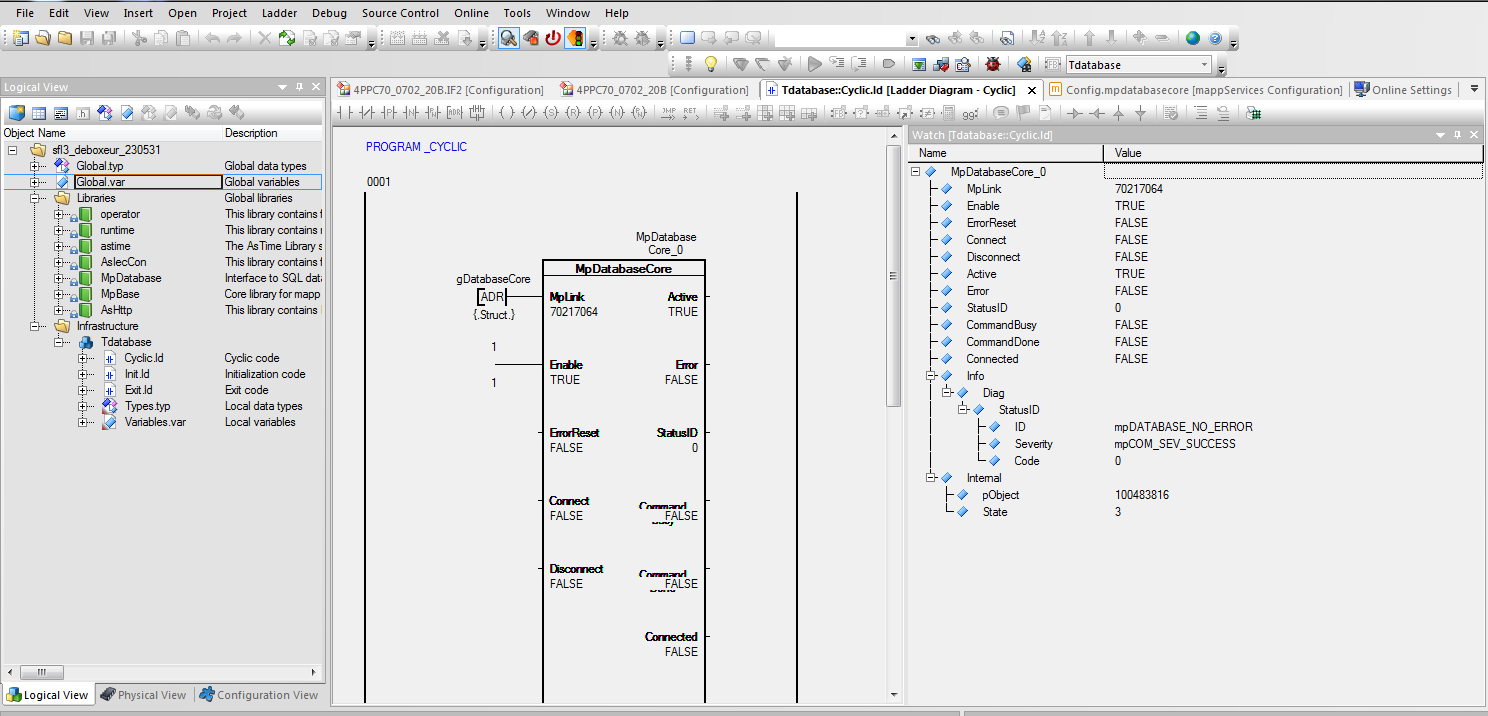 File Edit View Insert Open Project Ladder Debug Source Control Online Tools Window Help
Tdatabase
Logical View
Object Name Description
sfl3_deboxeur_230531
Global.typ Global data types
Global.var Global variables
Libraries Global libraries
operator This library contains f
runtime This library contains r
astime The AsTime Library s
AsIecCon This library contains f
MpDatabase Interface to SQL data
MpBase Core library for mapp
AsHttp This library contains
Infrastructure
Tdatabase
Cyclic.ld Cyclic code
Init.ld Initialization code
Exit.ld Exit code
Types.typ Local data types
Variables.var Local variables
Logical View Physical View Configuration View
4PPC70_0702_20B.IF2 [Configuration] 4PPC70_0702_20B [Configuration] Tdatabase::Cyclic.ld [Ladder Diagram - Cyclic] Config.mpdatabasecore [mappServices Configuration] Online Settings
PROGRAM _CYCLIC
0001
MpDatabase
Core_0
MpDatabaseCore
gDatabaseCore
ADR MpLink Active
{.Struct.} 70217064 TRUE
1
Enable Error
1 TRUE FALSE
ErrorReset StatusID
FALSE 0
Connect Command
FALSE FALSE
Busy
Disconnect Command
FALSE FALSE
Done
Connected
FALSE
Watch [Tdatabase::Cyclic.ld]
Name Value
MpDatabaseCore_0
MpLink 70217064
Enable TRUE
ErrorReset FALSE
Connect FALSE
Disconnect FALSE
Active TRUE
Error FALSE
StatusID 0
CommandBusy FALSE
CommandDone FALSE
Connected FALSE
Info
Diag
StatusID
ID mpDATABASE_NO_ERROR
Severity mpCOM_SEV_SUCCESS
Code 0
Internal
pObject 100483816
State 3